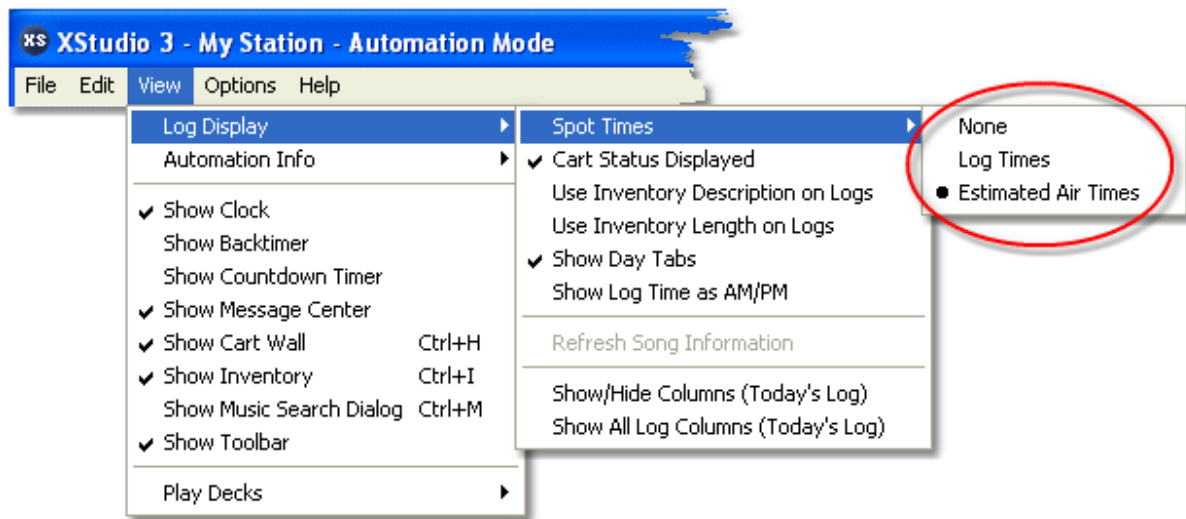 XS XStudio 3 - My Station - Automation Mode
File Edit View Options Help
Log Display
Automation Info
Show Clock
Show Backtimer
Show Countdown Timer
Show Message Center
Show Cart Wall Ctrl+H
Show Inventory Ctrl+I
Show Music Search Dialog Ctrl+M
Show Toolbar
Play Decks
Spot Times
Cart Status Displayed
Use Inventory Description on Logs
Use Inventory Length on Logs
Show Day Tabs
Show Log Time as AM/PM
Refresh Song Information
Show/Hide Columns (Today's Log)
Show All Log Columns (Today's Log)
None
Log Times
Estimated Air Times